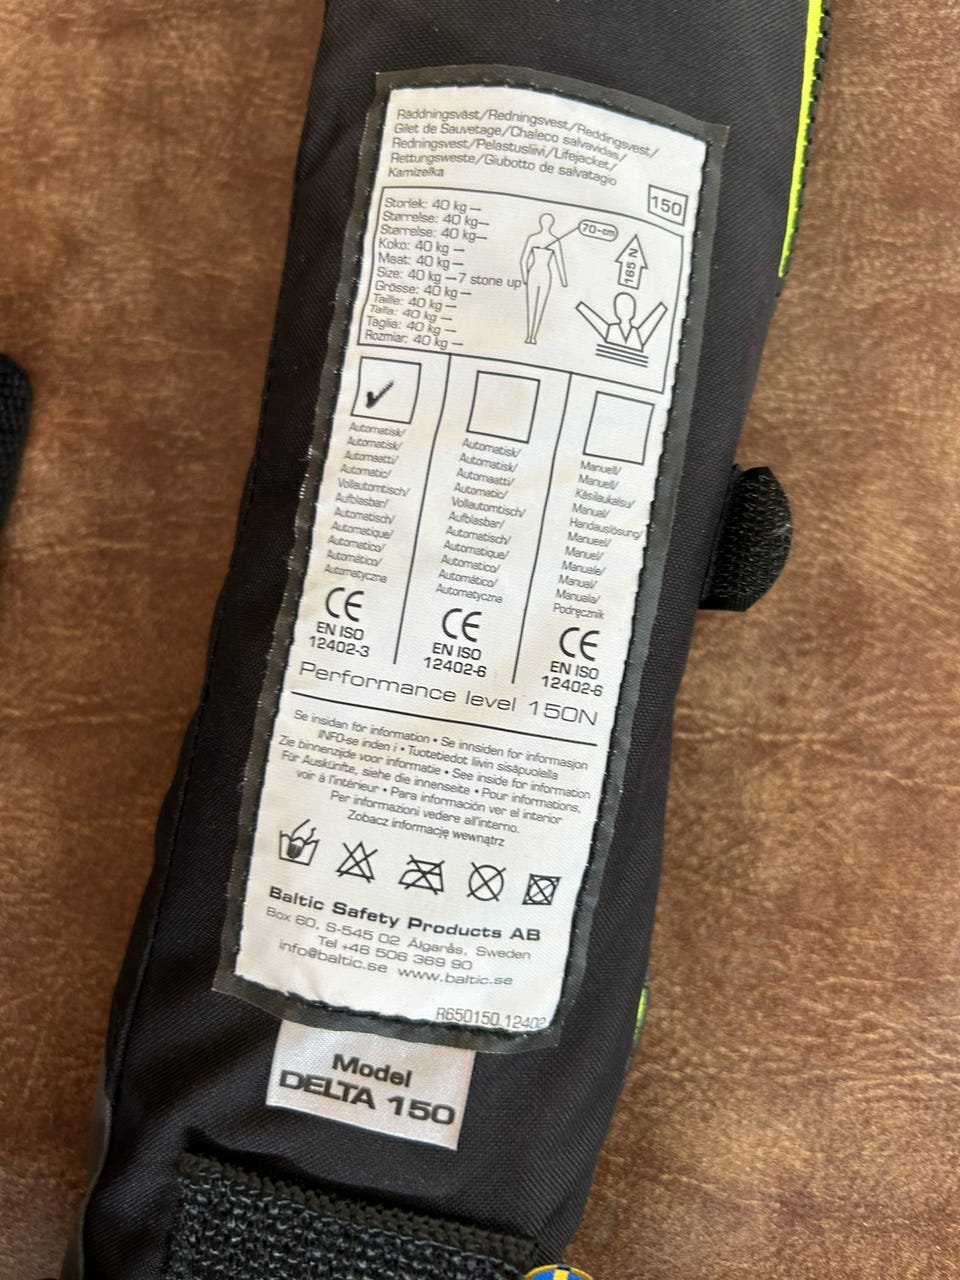 Räddningsväst/Redningsvest/Reddingsvest/
Gilet de Sauvetage/Chaleco salvavidas/
Redningsvest/Pelastusliivi/Lifejacket/
Rettungsweste/Giubotto de salvatagio
Kamizelka
150
Storlek: 40 kg –
Størrelse: 40 kg–
Størrelse: 40 kg–
Koko: 40 kg –
Maat: 40 kg –
Size: 40 kg –7 stone up
Grösse: 40 kg –
Taille: 40 kg –
Talla: 40 kg –
Taglia: 40 kg –
Rozmiar: 40 kg –
70-cm
165 N
Automatisk/
Automatisk/
Automaatti/
Automatic/
Vollautomtisch/
Aufblasbar/
Automatisch/
Automatique/
Automatico/
Automático/
Automatyczna
CE
EN ISO
12402-3
Automatisk/
Automatisk/
Automaatti/
Automatic/
Vollautomtisch/
Aufblasbar/
Automatisch/
Automatique/
Automatico/
Automático/
Automatyczna
CE
EN ISO
12402-6
Manuell/
Manuell/
Käsilaukaisu/
Manual/
Handauslösung/
Manueel/
Manuel/
Manuale/
Manual/
Manuala/
Podręcznik
CE
EN ISO
12402-6
Performance level 150N
Se insidan för information • Se innsiden for informasjon
INFO-se inden i • Tuotetiedot liivin sisäpuolella
Zie binnenzijde voor informatie • See inside for information
Für Auskünfte, siehe die innenseite • Pour informations,
voir à l'intérieur • Para información ver el interior
Per informazioni vedere all'interno.
Zobacz informację wewnątrz
Baltic Safety Products AB
Box 60, S-545 02 Älgarås, Sweden
Tel +46 506 369 90
info@baltic.se www.baltic.se
R650150.12402
Model
DELTA 150